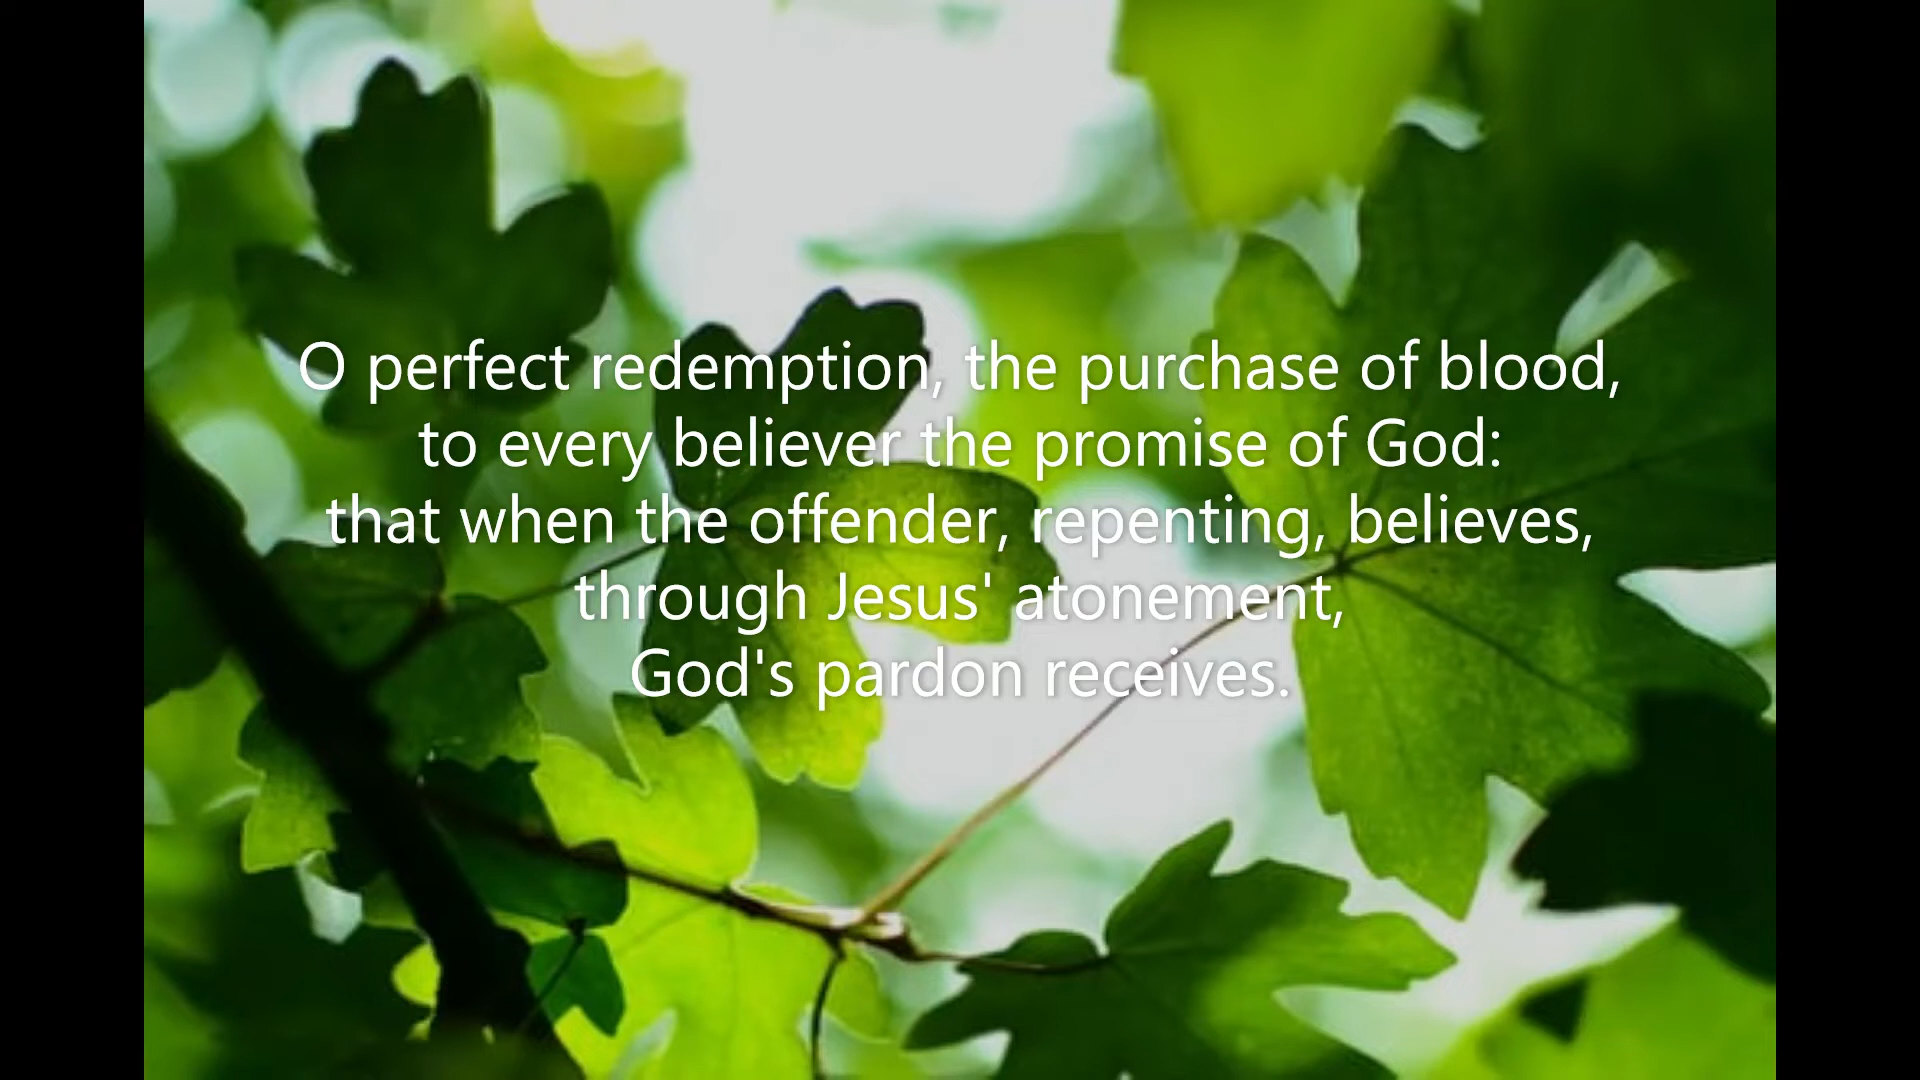 O perfect redemption, the purchase of blood,
to every believer the promise of God:
that when the offender, repenting, believes,
through Jesus' atonement,
God's pardon receives.